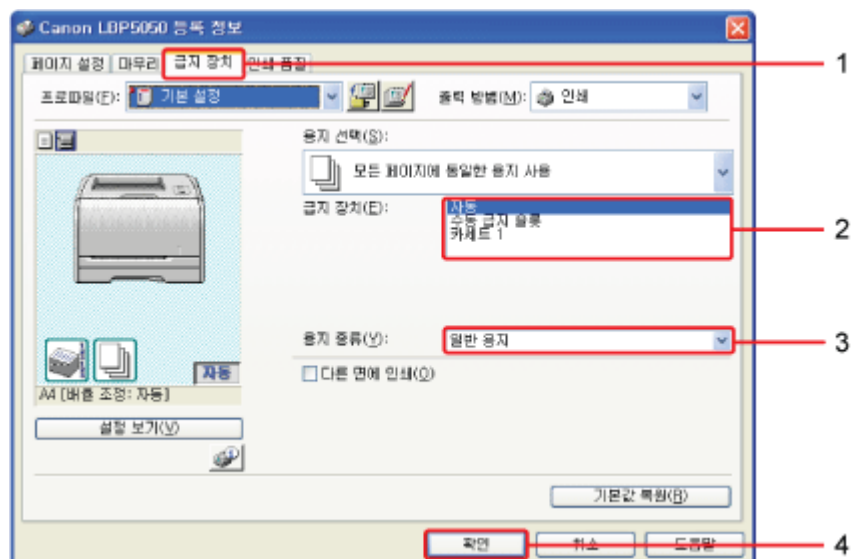 Canon LBP5050 등록 정보
페이지 설정 마무리 급지 장치 인쇄 품질
1
프로파일(F): 기본 설정 출력 방법(M): 인쇄
용지 선택(S):
모든 페이지에 동일한 용지 사용
급지 장치(E): 자동
수동 급지 슬롯
카세트 1
2
용지 종류(Y): 일반 용지
3
자동
다른 면에 인쇄(O)
A4 [배율 조정: 자동]
설정 보기(V)
기본값 복원(R)
확인 취소 도움말
4